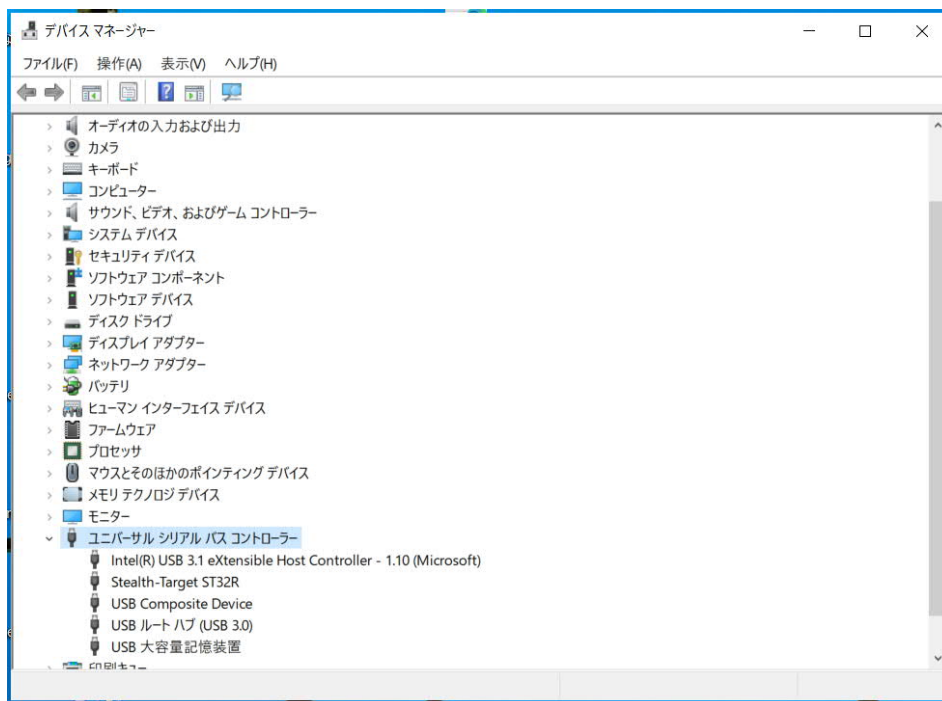 デバイス マネージャー
ファイル(F) 操作(A) 表示(V) ヘルプ(H)
オーディオの入力および出力
カメラ
キーボード
コンピューター
サウンド、ビデオ、およびゲーム コントローラー
システム デバイス
セキュリティ デバイス
ソフトウェア コンポーネント
ソフトウェア デバイス
ディスク ドライブ
ディスプレイ アダプター
ネットワーク アダプター
バッテリ
ヒューマン インターフェイス デバイス
ファームウェア
プロセッサ
マウスとそのほかのポインティング デバイス
メモリ テクノロジ デバイス
モニター
ユニバーサル シリアル バス コントローラー
Intel(R) USB 3.1 eXtensible Host Controller - 1.10 (Microsoft)
Stealth-Target ST32R
USB Composite Device
USB ルート ハブ (USB 3.0)
USB 大容量記憶装置
印刷キュー